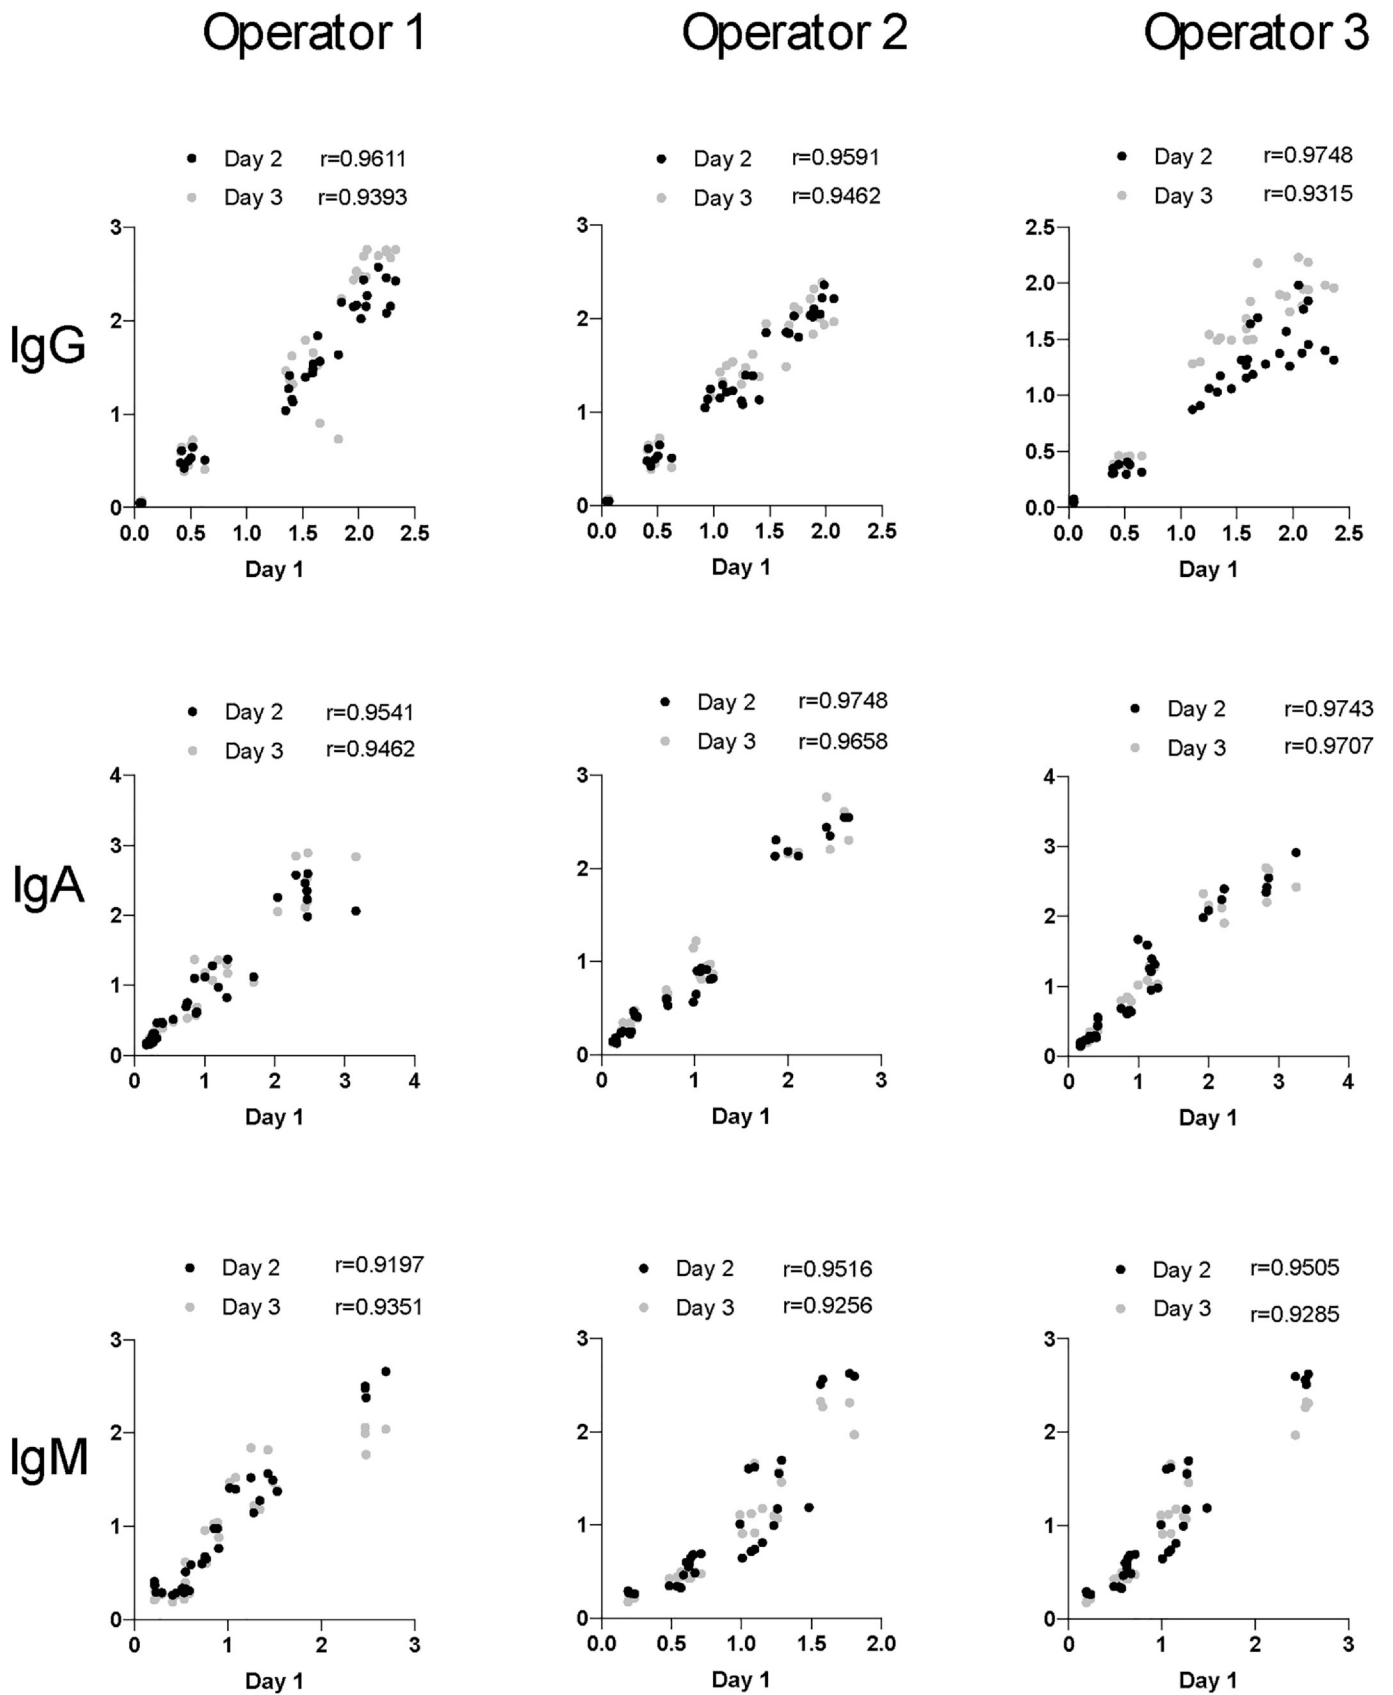 Operator 1 Operator 2 Operator 3
Day 2 r=0.9611
Day 3 r=0.9393
Day 2 r=0.9591
Day 3 r=0.9462
Day 2 r=0.9748
Day 3 r=0.9315
IgG
3
2
1
0
0.0 0.5 1.0 1.5 2.0 2.5
Day 1
3
2
1
0
0.0 0.5 1.0 1.5 2.0 2.5
Day 1
2.5
2.0
1.5
1.0
0.5
0.0
0.0 0.5 1.0 1.5 2.0 2.5
Day 1
Day 2 r=0.9541
Day 3 r=0.9462
Day 2 r=0.9748
Day 3 r=0.9658
Day 2 r=0.9743
Day 3 r=0.9707
IgA
4
3
2
1
0
0 1 2 3 4
Day 1
3
2
1
0
0 1 2 3
Day 1
4
3
2
1
0
0 1 2 3 4
Day 1
Day 2 r=0.9197
Day 3 r=0.9351
Day 2 r=0.9516
Day 3 r=0.9256
Day 2 r=0.9505
Day 3 r=0.9285
IgM
3
2
1
0
0 1 2 3
Day 1
3
2
1
0
0.0 0.5 1.0 1.5 2.0
Day 1
3
2
1
0
0 1 2 3
Day 1